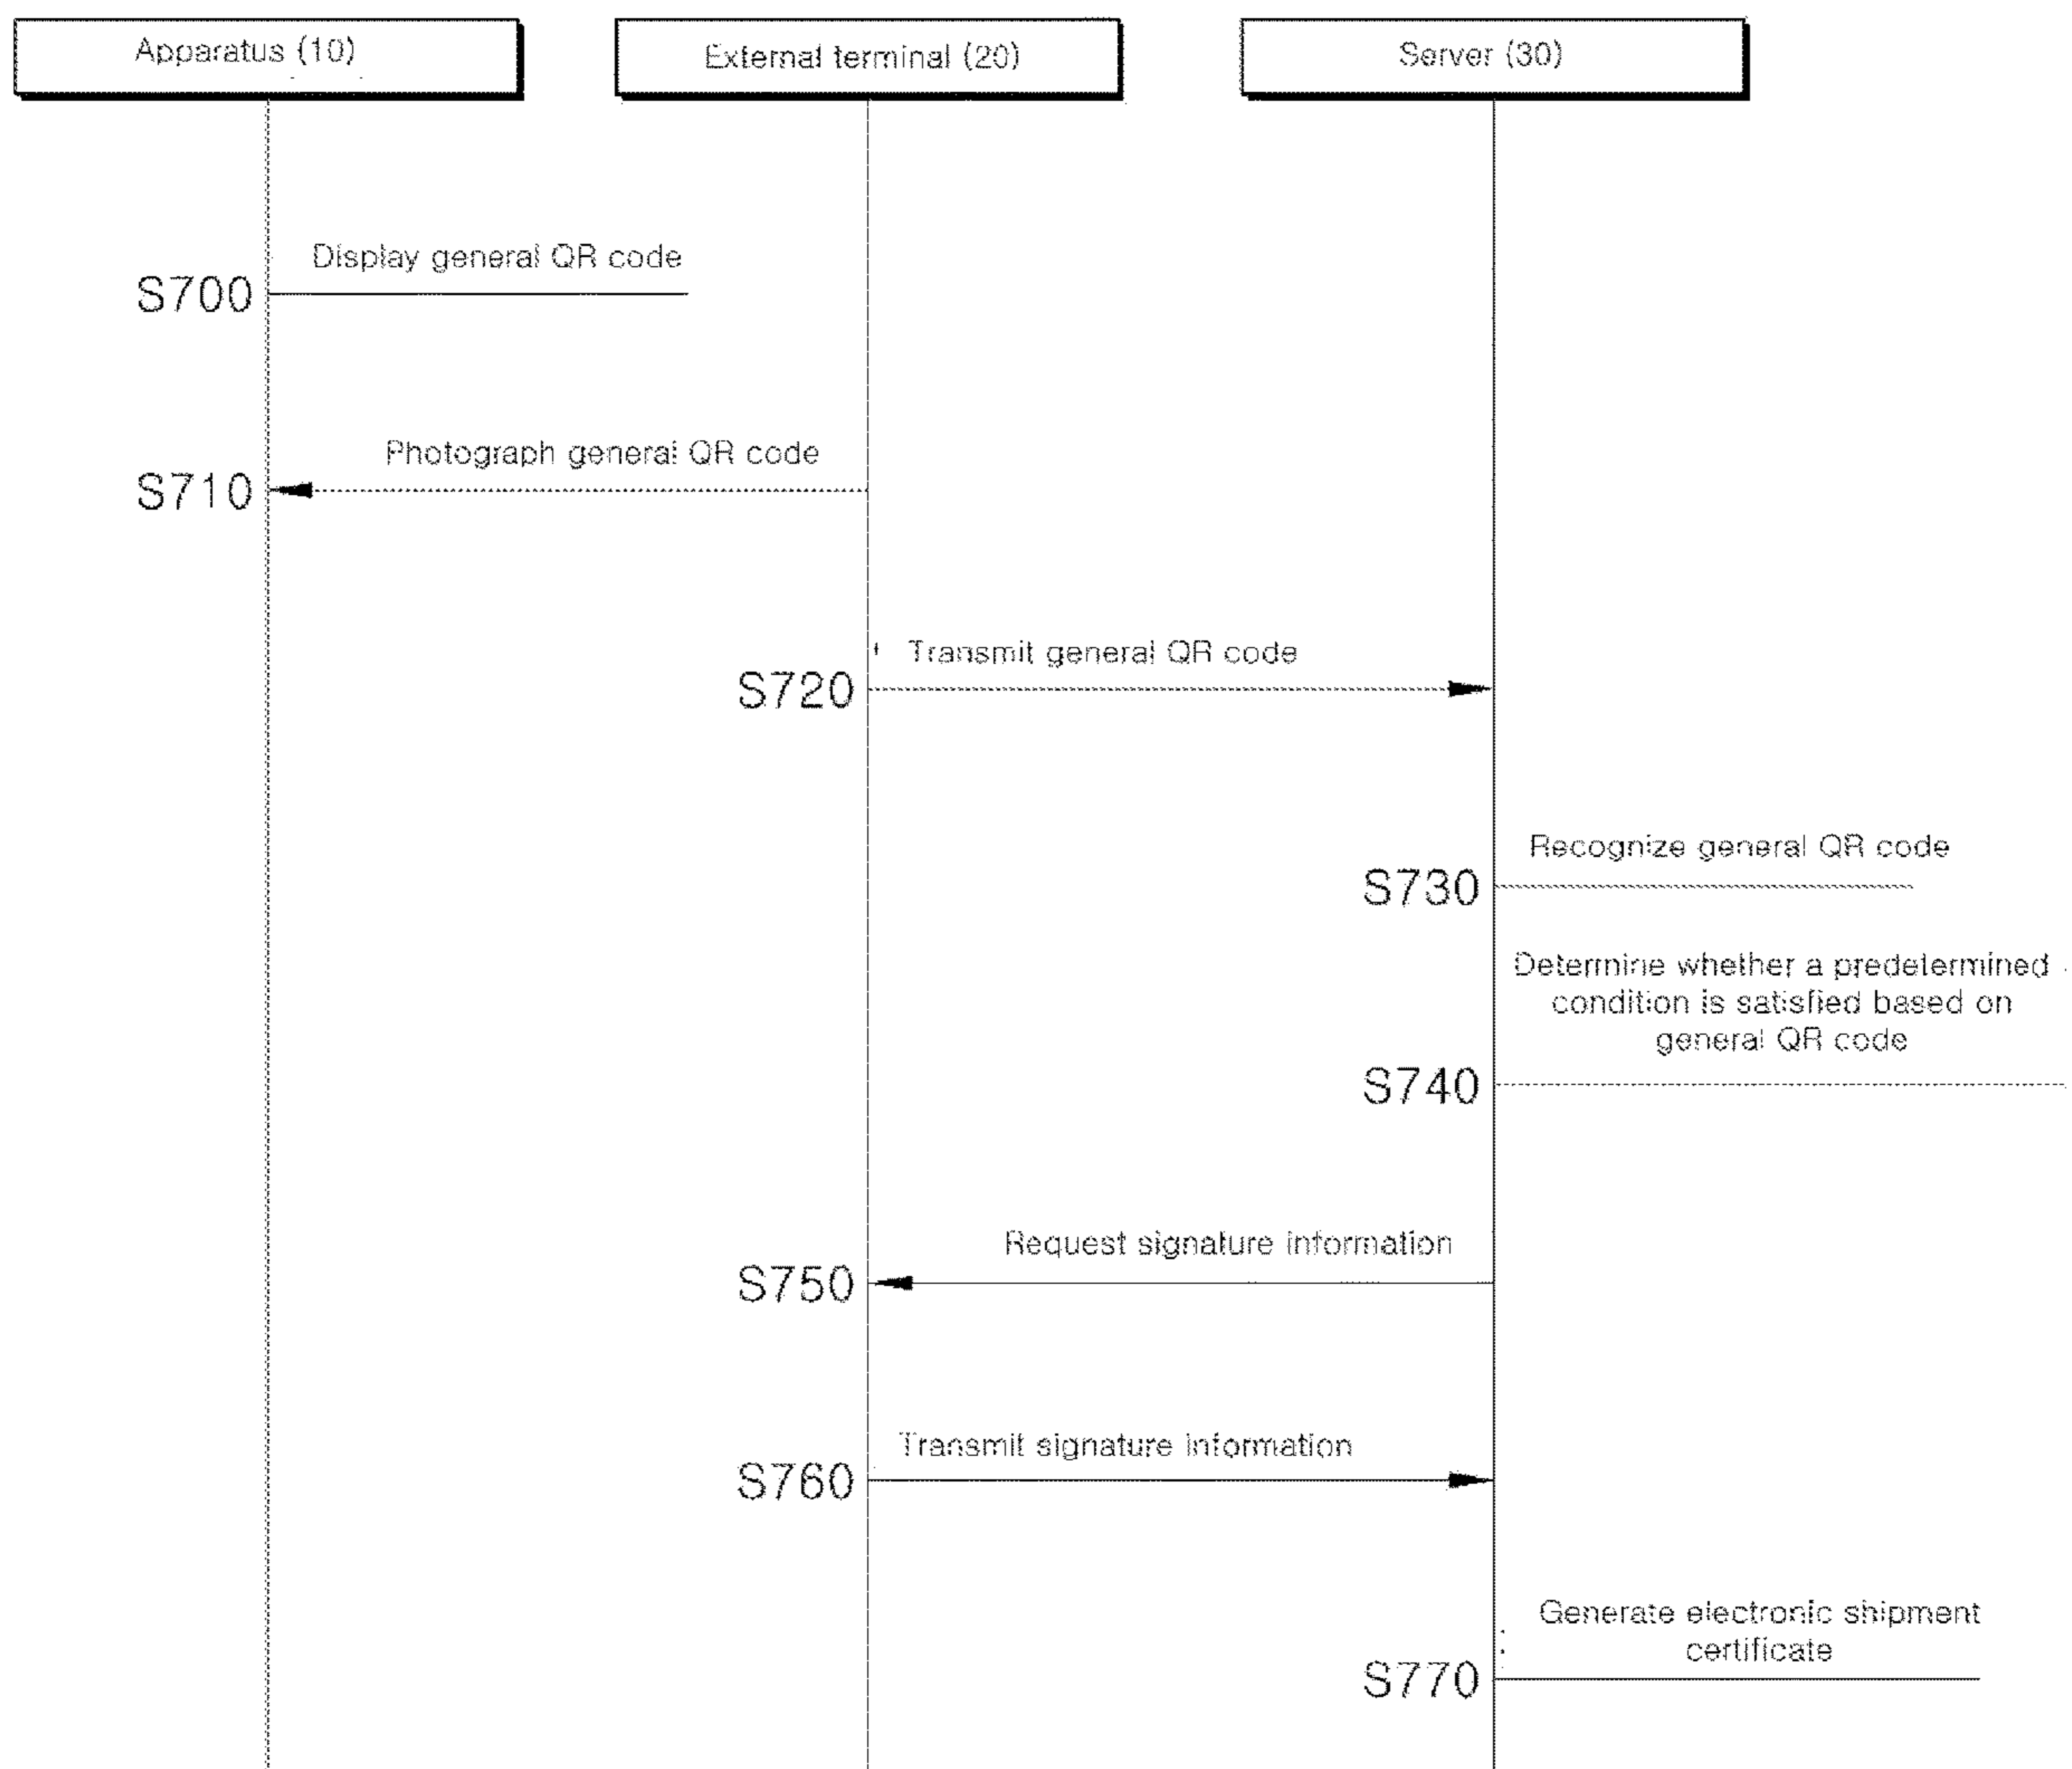 Apparatus (10)
External terminal (20)
Server (30)
Display general QR code
S700
Photograph general QR code
S710
Transmit general QR code
S720
Recognize general QR code
S730
Determine whether a predetermined
condition is satisfied based on
general QR code
S740
Request signature information
S750
Transmit signature information
S760
Generate electronic shipment
certificate
S770